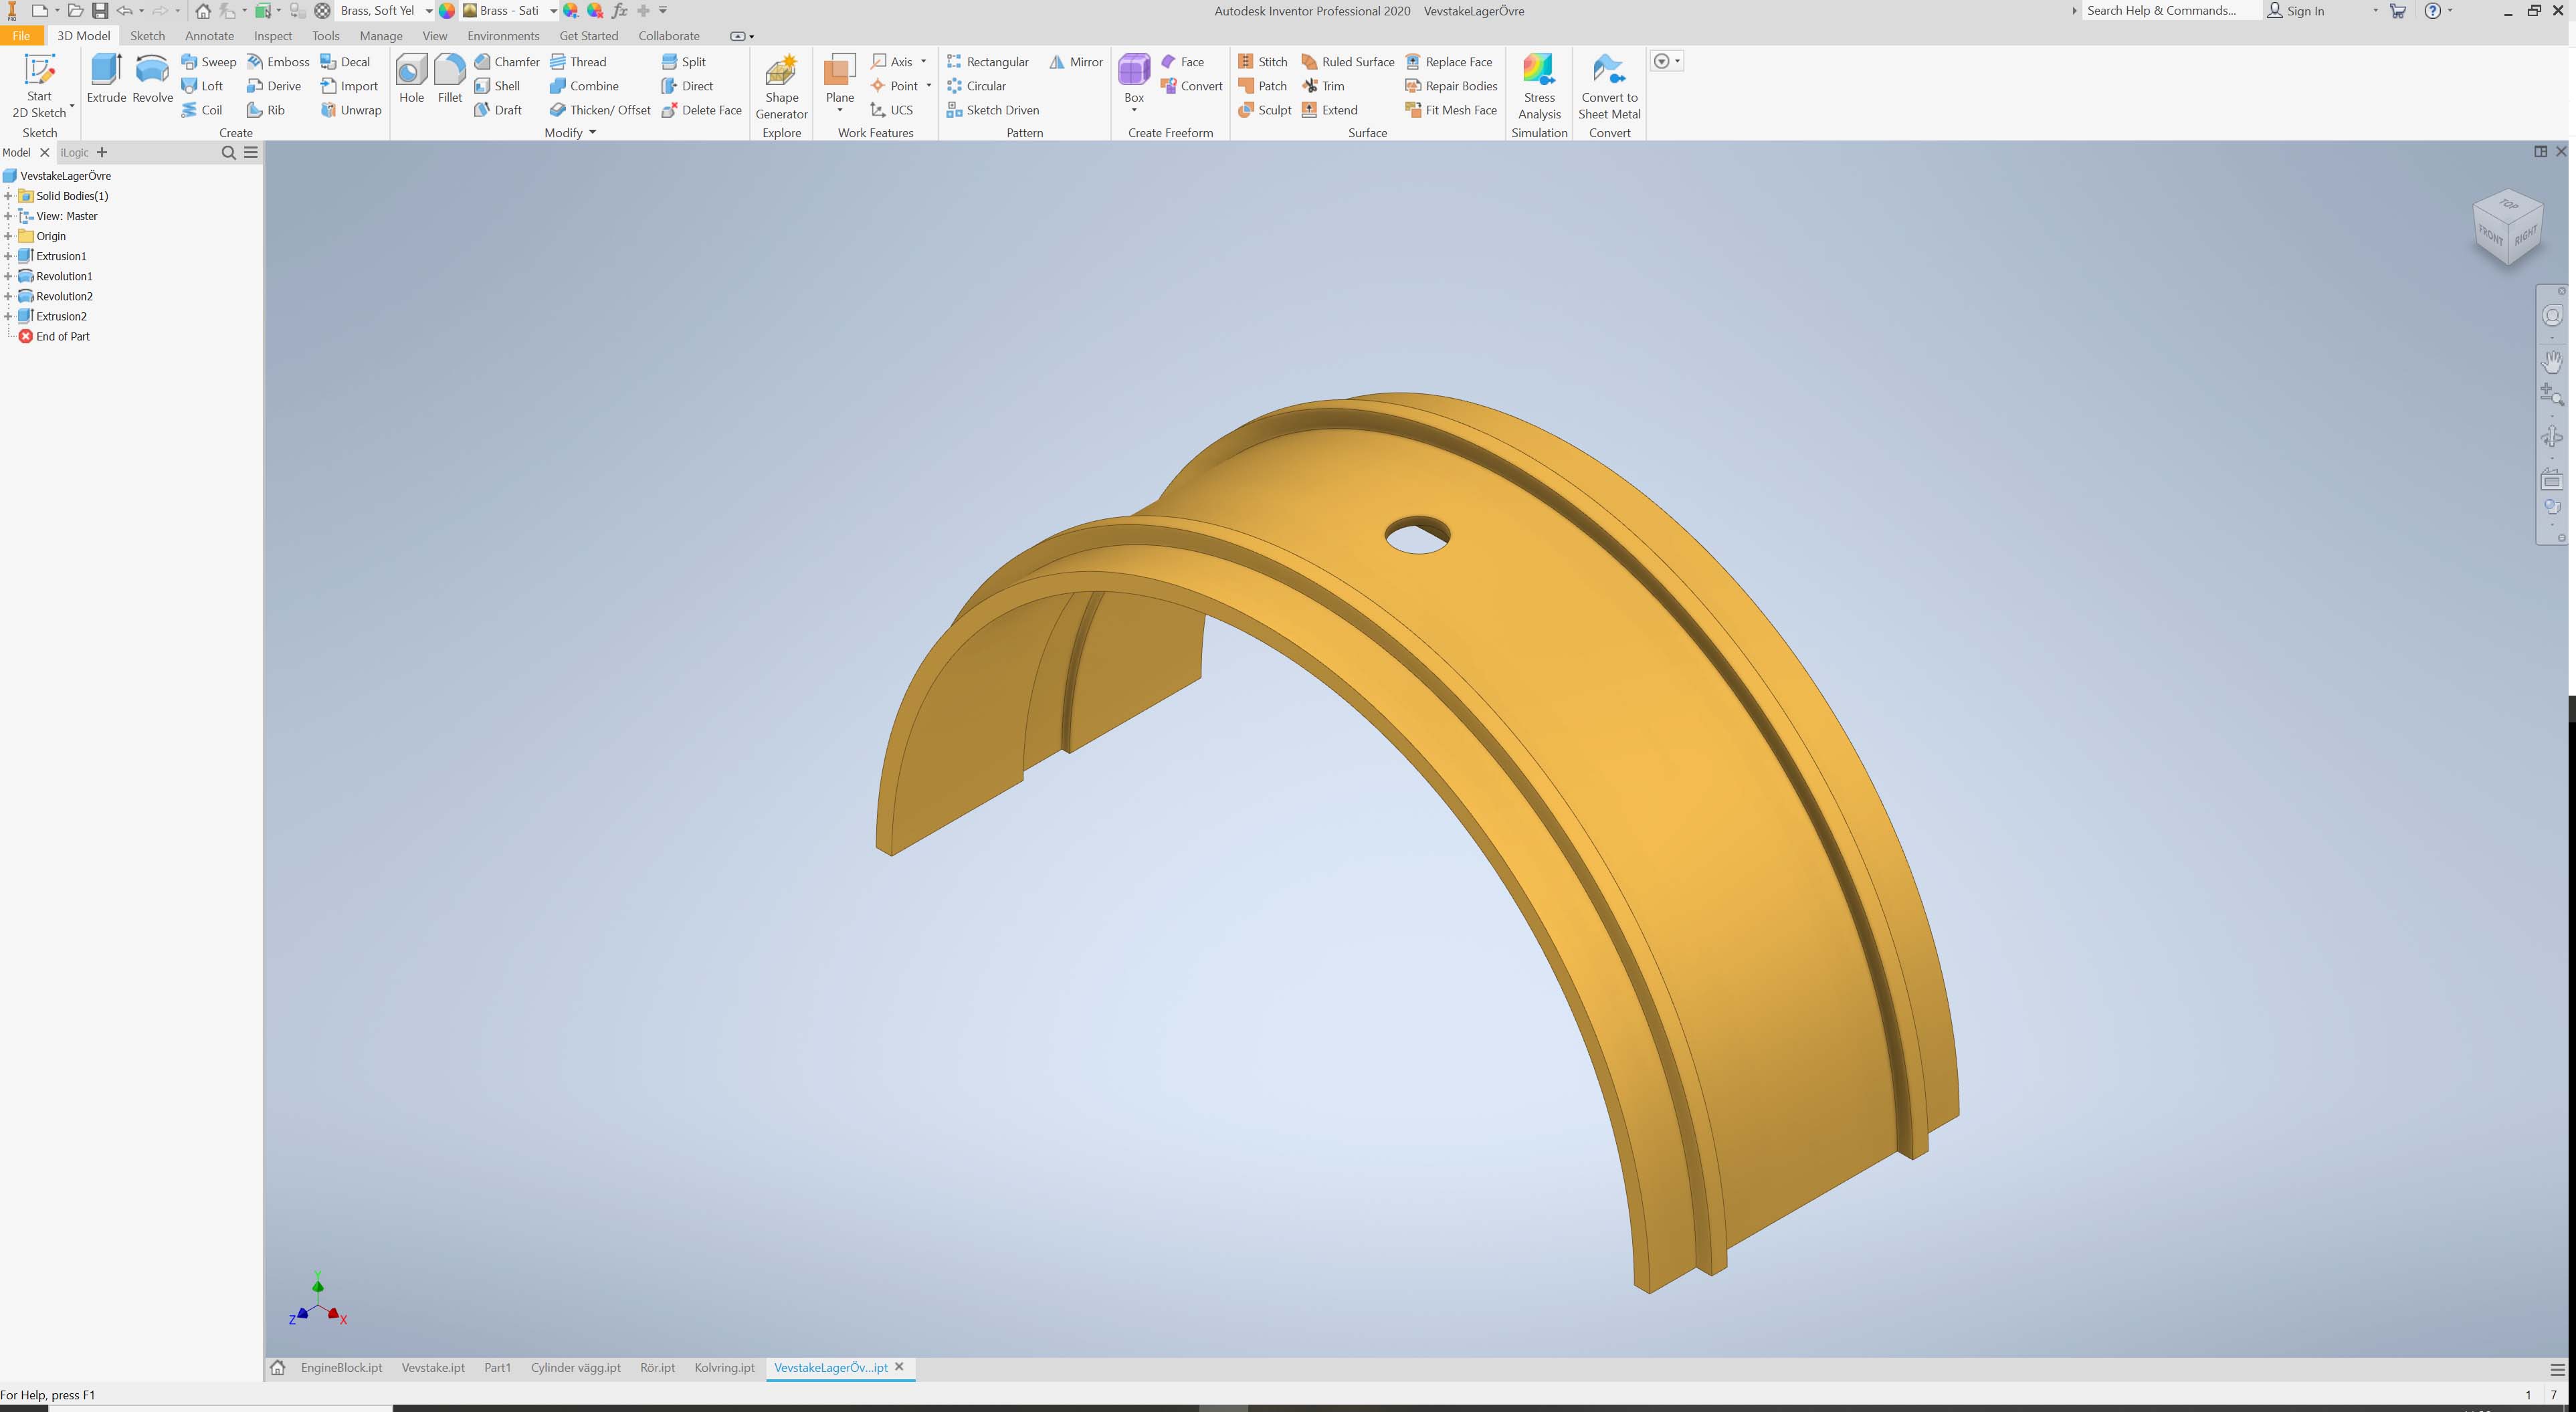 PRO Brass, Soft Yel Brass - Sati fx Autodesk Inventor Professional 2020 VevstakeLagerÖvre Search Help & Commands... Sign In
File 3D Model Sketch Annotate Inspect Tools Manage View Environments Get Started Collaborate
Start 2D Sketch
Sketch
Extrude Revolve
Sweep Emboss Decal
Loft Derive Import
Coil Rib Unwrap
Create
Hole Fillet
Chamfer Thread Split
Shell Combine Direct
Draft Thicken/ Offset Delete Face
Modify
Shape Generator
Explore
Plane
Axis
Point
UCS
Work Features
Rectangular Mirror
Circular
Sketch Driven
Pattern
Box
Face
Convert
Create Freeform
Stitch Ruled Surface Replace Face
Patch Trim Repair Bodies
Sculpt Extend Fit Mesh Face
Surface
Stress Analysis
Simulation
Convert to Sheet Metal
Convert
Model iLogic
VevstakeLagerÖvre
Solid Bodies(1)
View: Master
Origin
Extrusion1
Revolution1
Revolution2
Extrusion2
End of Part
TOP
FRONT RIGHT
Y
Z X
EngineBlock.ipt Vevstake.ipt Part1 Cylinder vägg.ipt Rör.ipt Kolvring.ipt VevstakeLagerÖv...ipt
For Help, press F1 1 7